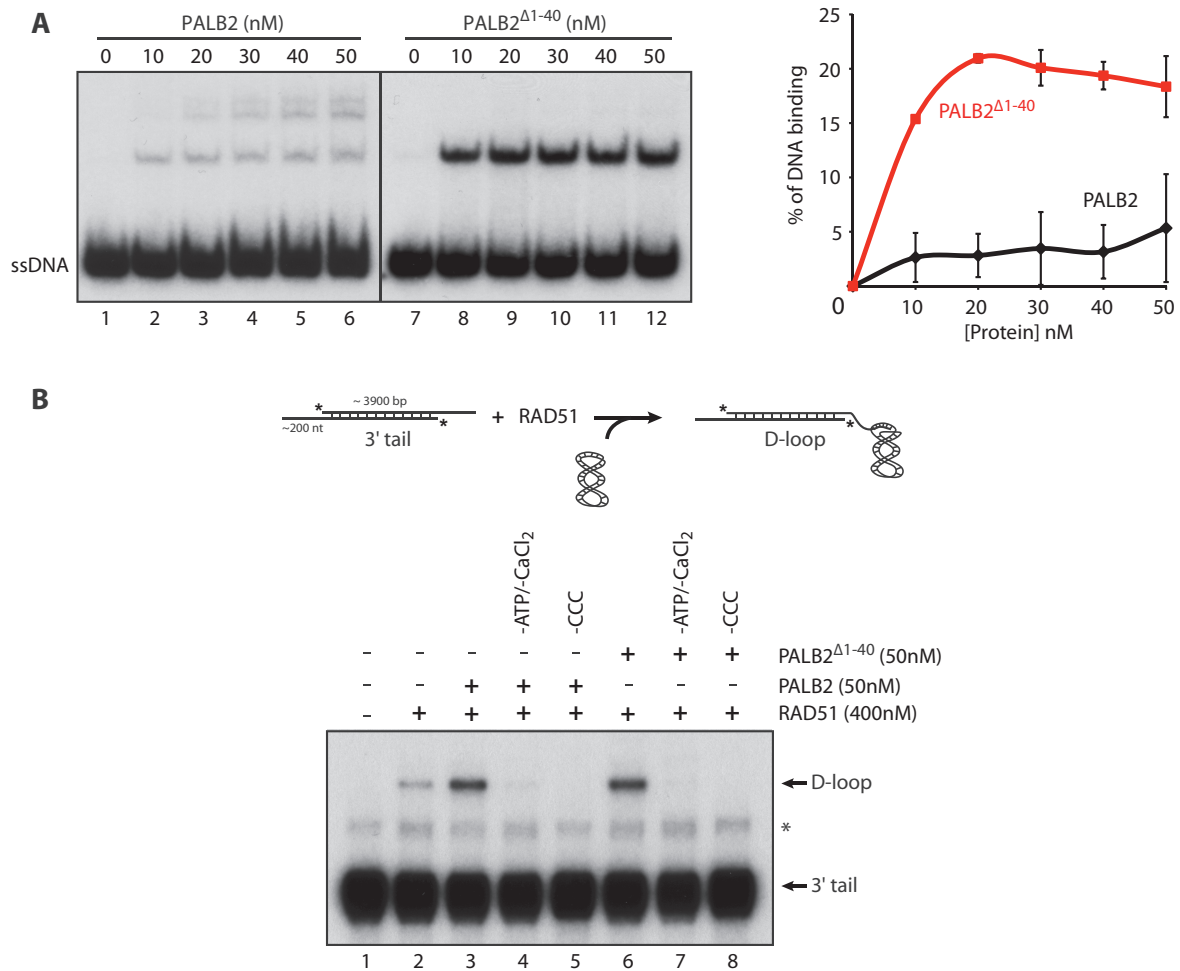 A
PALB2 (nM) PALB2Δ1-40 (nM)
0 10 20 30 40 50 0 10 20 30 40 50
ssDNA
1 2 3 4 5 6 7 8 9 10 11 12
25
20
15
10
5
0
% of DNA binding
PALB2Δ1-40
PALB2
10 20 30 40 50
[Protein] nM
B
* ~ 3900 bp
~200 nt *
3' tail
+ RAD51
*
*
D-loop
-ATP/-CaCl2
-CCC
-ATP/-CaCl2
-CCC
- - - - - + + + PALB2Δ1-40 (50nM)
- - + + + - - - PALB2 (50nM)
- + + + + + + + RAD51 (400nM)
D-loop
*
3' tail
1 2 3 4 5 6 7 8